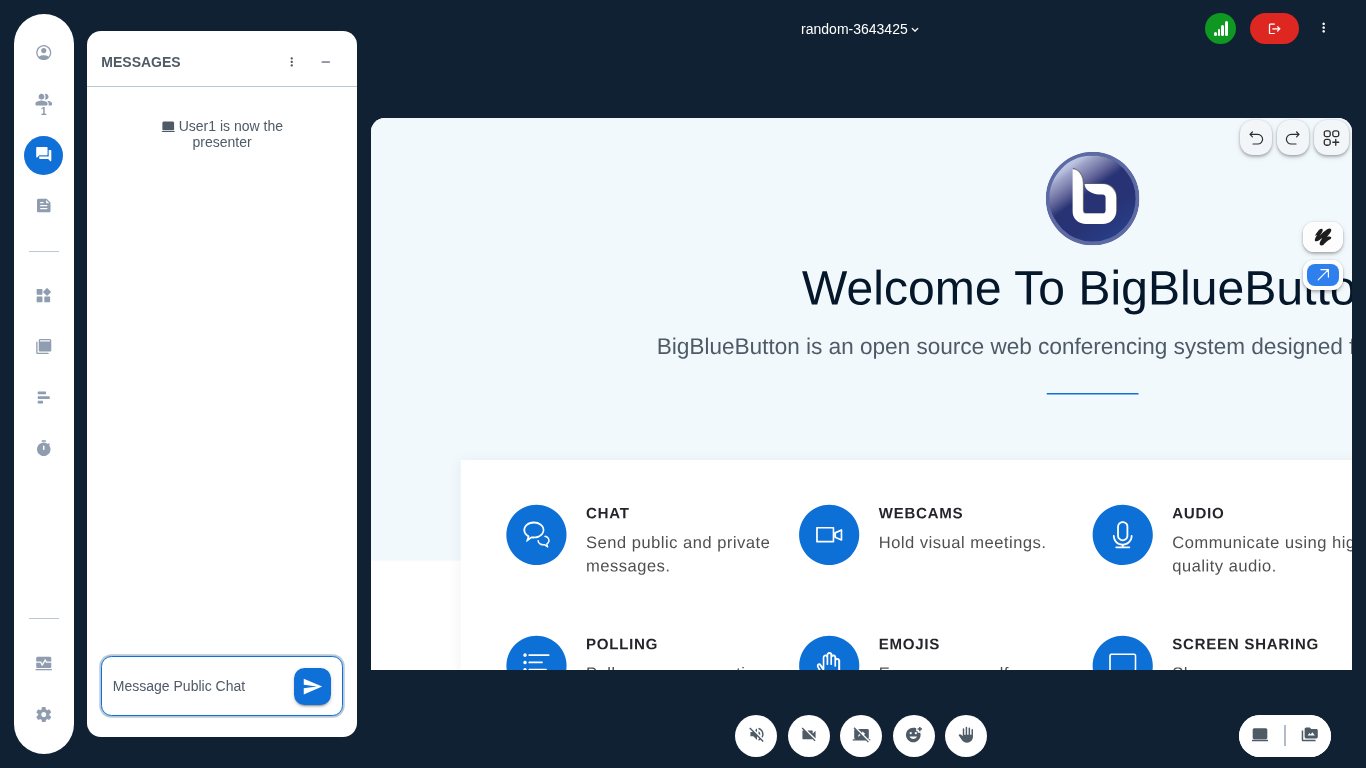 random-3643425
1
MESSAGES
User1 is now the
presenter
Message Public Chat
Welcome To BigBlueButto
BigBlueButton is an open source web conferencing system designed
CHAT
Send public and private
messages.
WEBCAMS
Hold visual meetings.
AUDIO
Communicate using hig
quality audio.
POLLING
EMOJIS
SCREEN SHARING